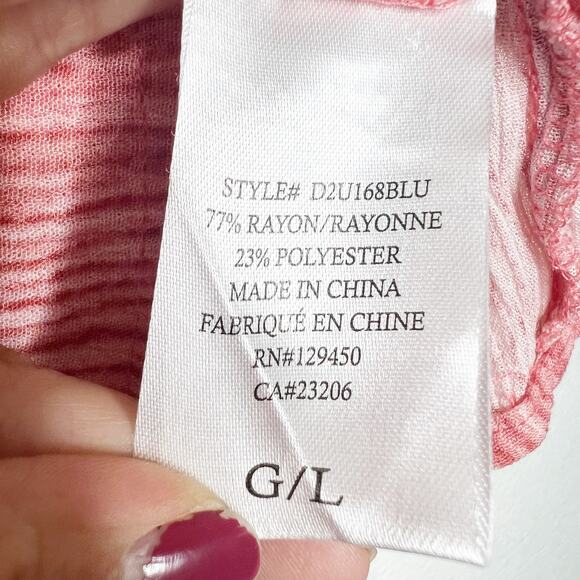 STYLE# D2U168BLU
77% RAYON/RAYONNE
23% POLYESTER
MADE IN CHINA
FABRIQUÉ EN CHINE
RN#129450
CA#23206
G/L